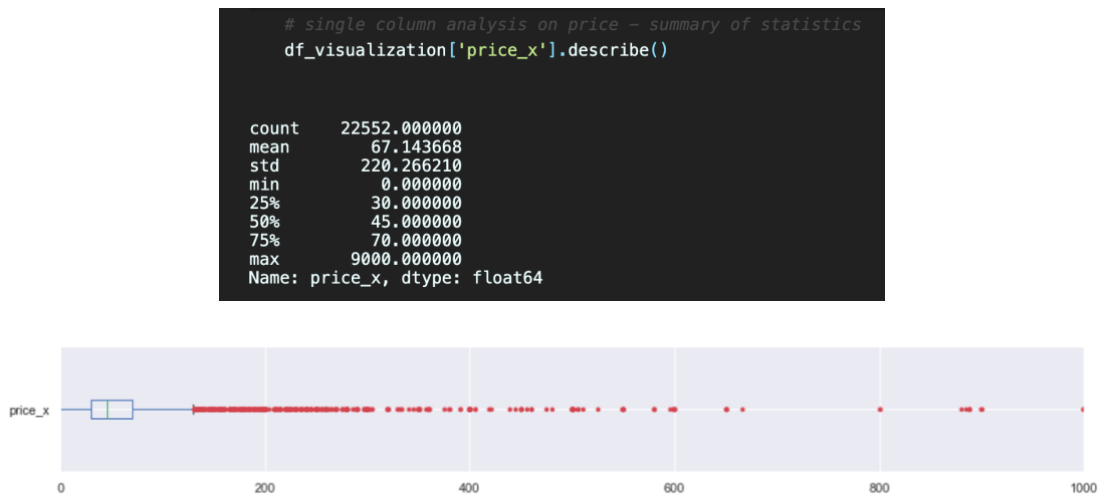 # single column analysis on price – summary of statistics
df_visualization['price_x'].describe()
count 22552.000000
mean 67.143668
std 220.266210
min 0.000000
25% 30.000000
50% 45.000000
75% 70.000000
max 9000.000000
Name: price_x, dtype: float64
price_x
0 200 400 600 800 1000